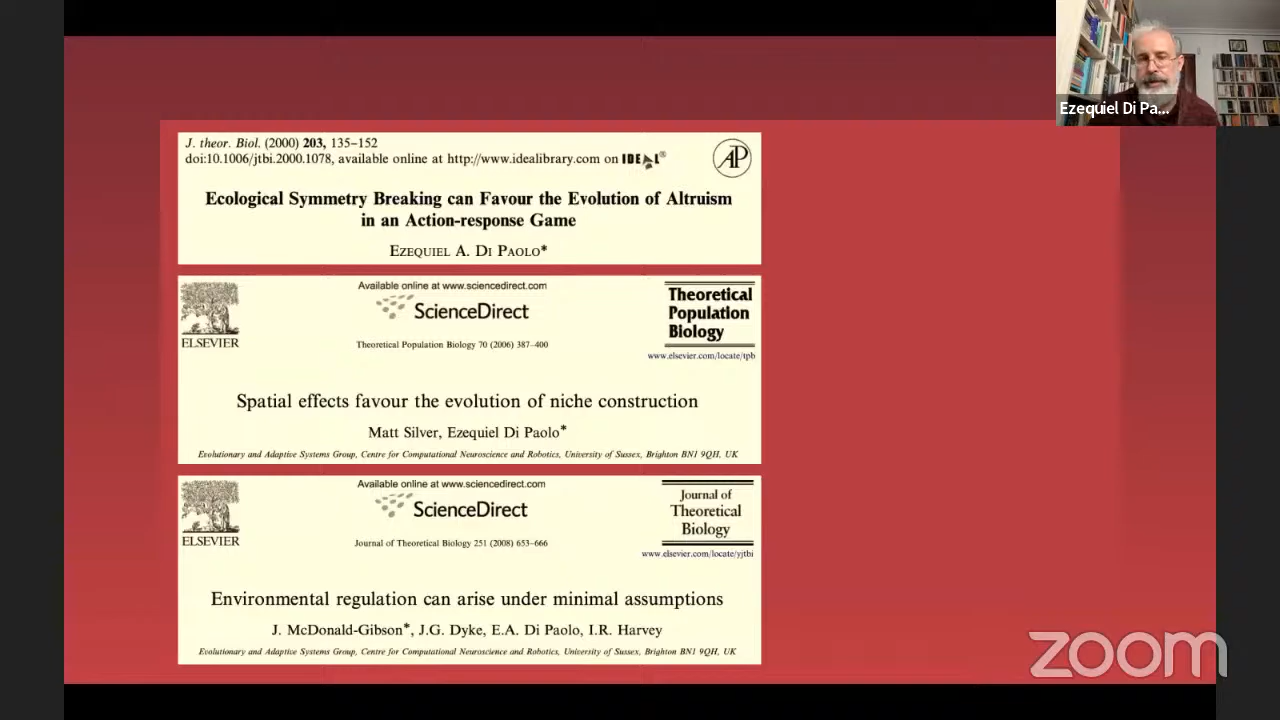 Ezequiel Di Pa...
J. theor. Biol. (2000) 203, 135–152
doi:10.1006/jtbi.2000.1078, available online at http://www.idealibrary.com on IDEAL®
AP
Ecological Symmetry Breaking can Favour the Evolution of Altruism
in an Action-response Game
EZEQUIEL A. DI PAOLO*
Available online at www.sciencedirect.com
ScienceDirect
ELSEVIER
Theoretical Population Biology 70 (2006) 387–400
Theoretical
Population
Biology
www.elsevier.com/locate/tpb
Spatial effects favour the evolution of niche construction
Matt Silver, Ezequiel Di Paolo*
Evolutionary and Adaptive Systems Group, Centre for Computational Neuroscience and Robotics, University of Sussex, Brighton BN1 9QH, UK
Available online at www.sciencedirect.com
ScienceDirect
ELSEVIER
Journal of Theoretical Biology 251 (2008) 653–666
Journal of
Theoretical
Biology
www.elsevier.com/locate/yjtbi
Environmental regulation can arise under minimal assumptions
J. McDonald-Gibson*, J.G. Dyke, E.A. Di Paolo, I.R. Harvey
Evolutionary and Adaptive Systems Group, Centre for Computational Neuroscience and Robotics, University of Sussex, Brighton BN1 9QH, UK
zoom